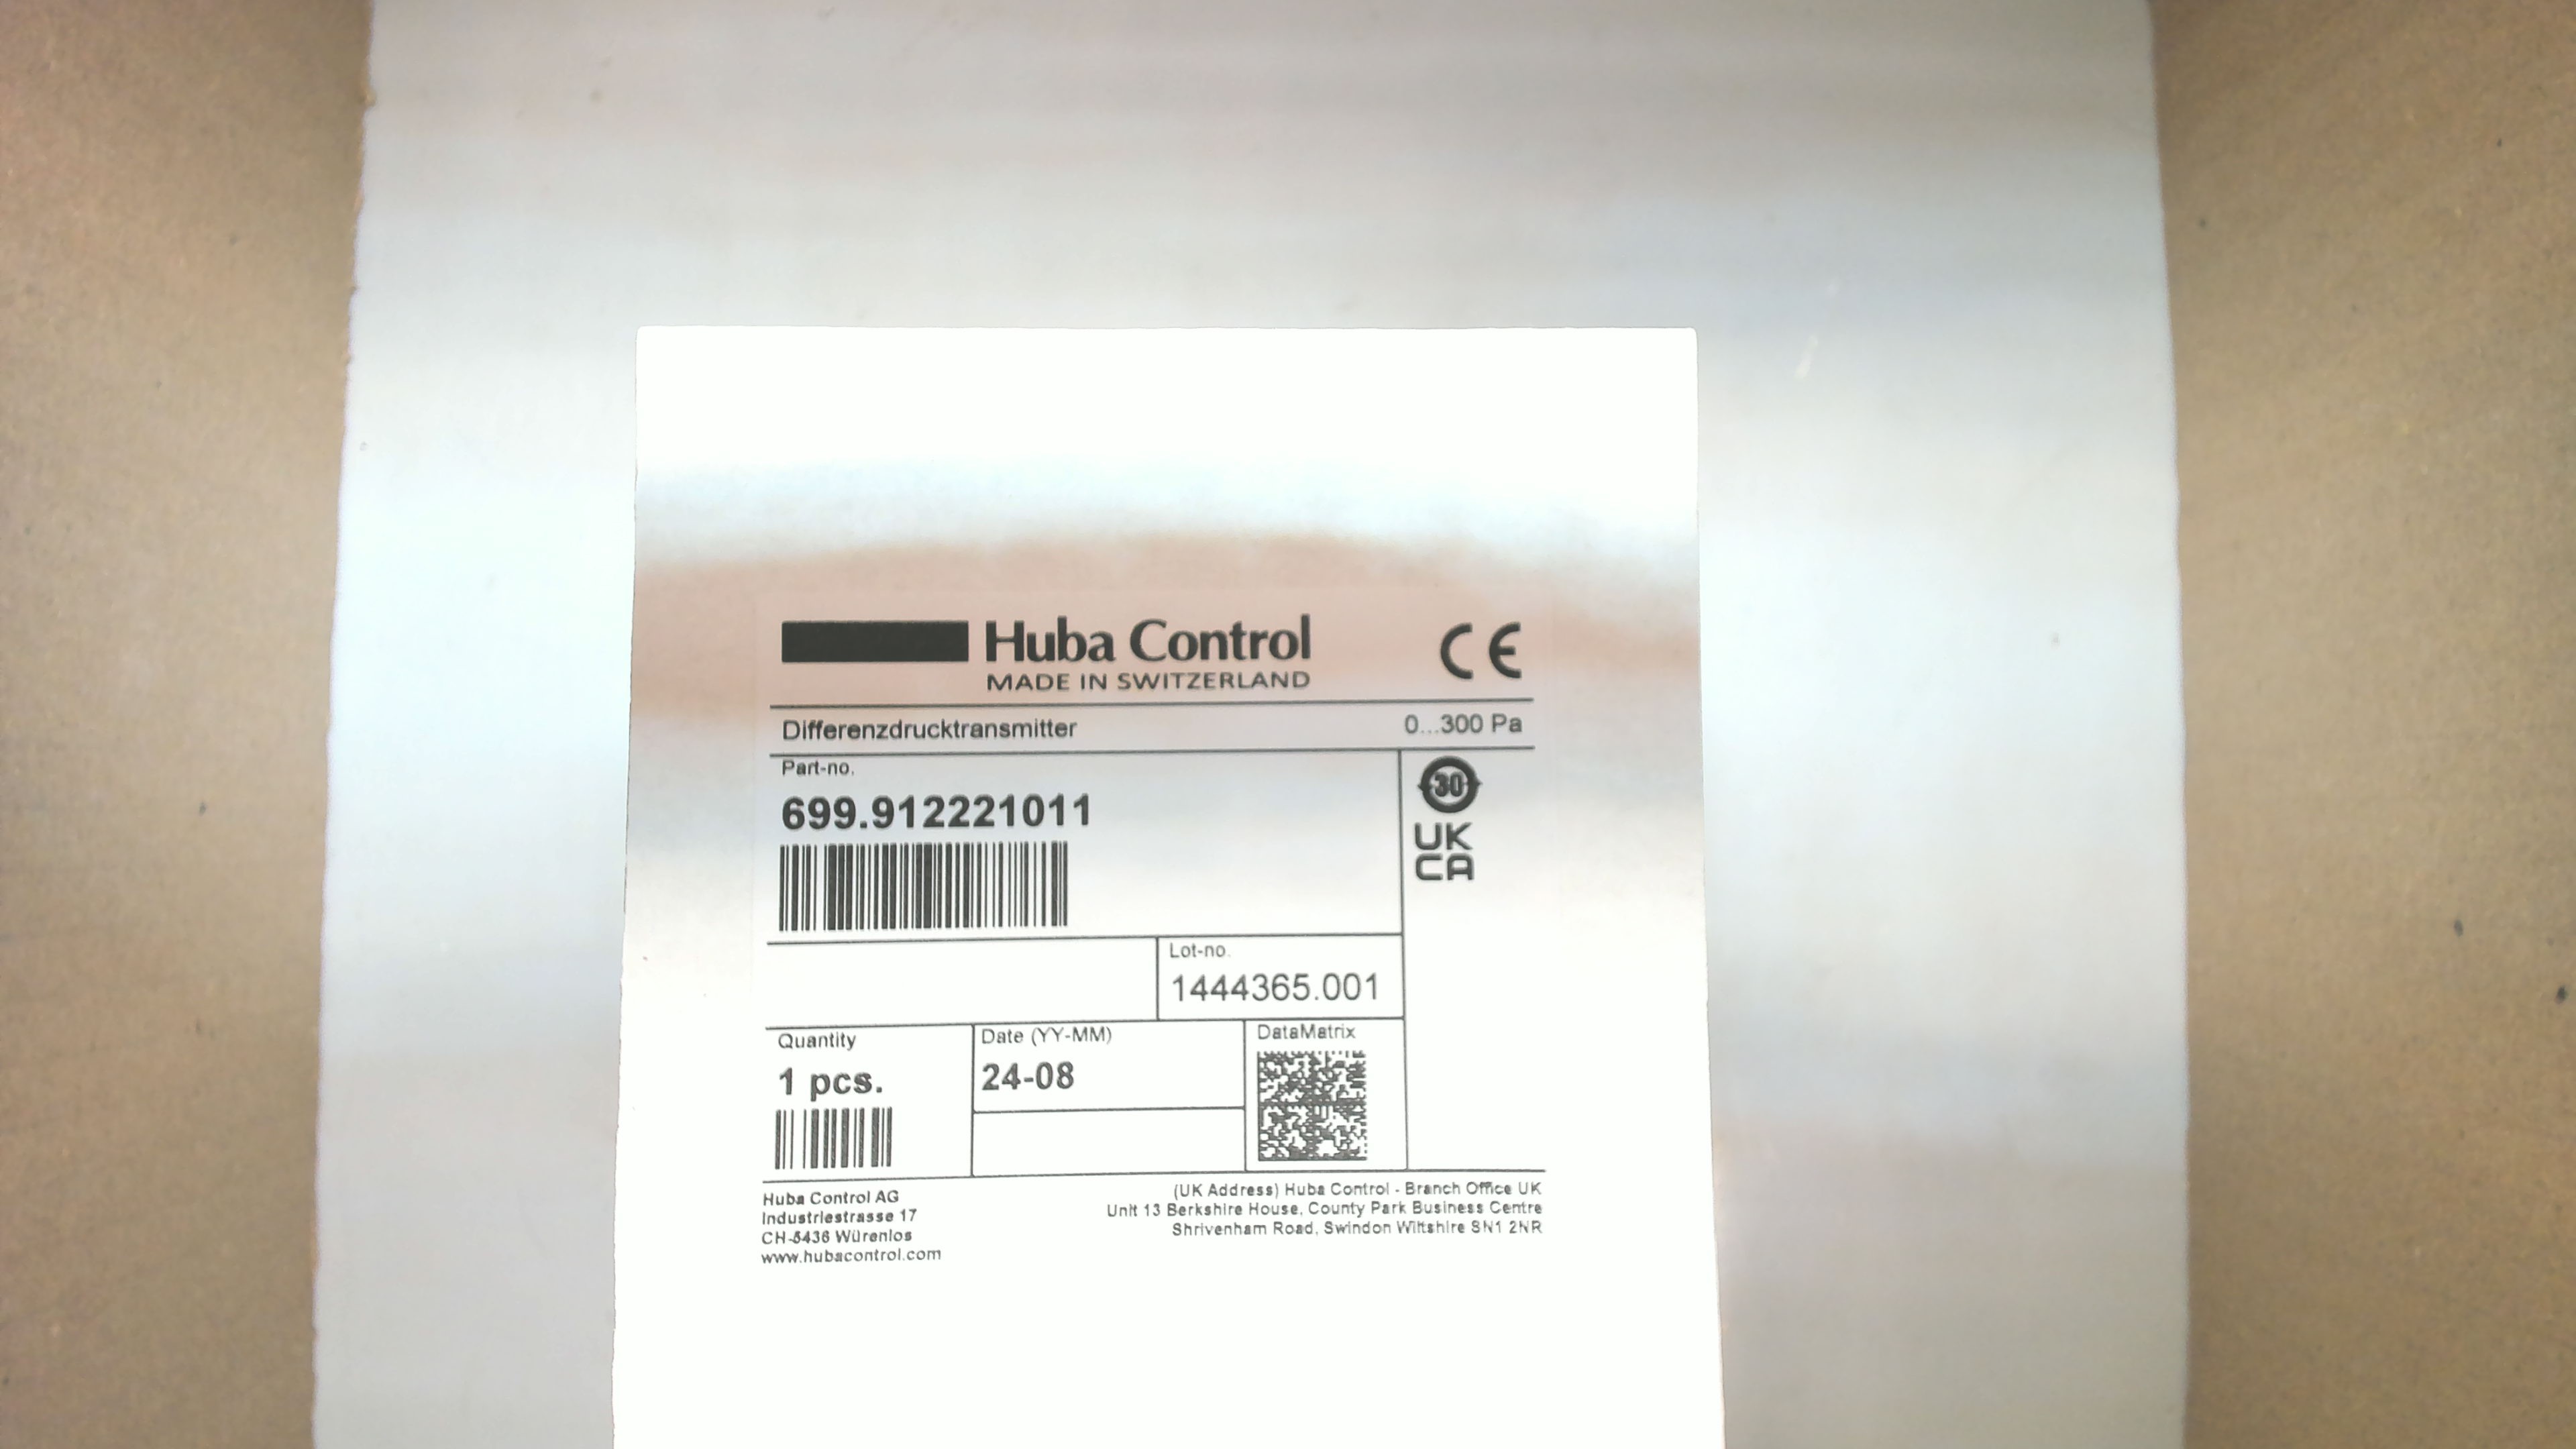 Huba Control
CE
MADE IN SWITZERLAND
Differenzdrucktransmitter 0...300 Pa
Part-no.
699.912221011
30
UK
CA
Lot-no.
1444365.001
Quantity
1 pcs.
Date (YY-MM)
24-08
DataMatrix
Huba Control AG
Industriestrasse 17
CH-5436 Würenlos
www.hubacontrol.com
(UK Address) Huba Control - Branch Office UK
Unit 13 Berkshire House, County Park Business Centre
Shrivenham Road, Swindon Wiltshire SN1 2NR